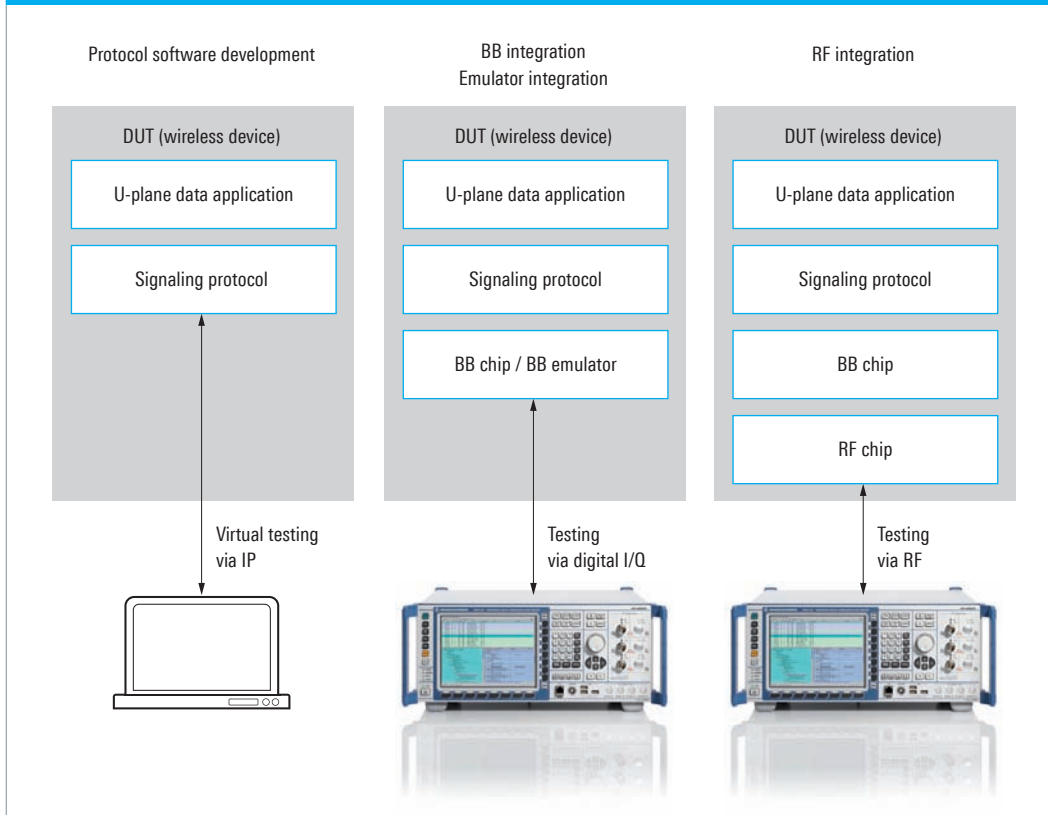 Protocol software development
BB integration
Emulator integration
RF integration
DUT (wireless device)
U-plane data application
Signaling protocol
Virtual testing
via IP
DUT (wireless device)
U-plane data application
Signaling protocol
BB chip / BB emulator
Testing
via digital I/Q
DUT (wireless device)
U-plane data application
Signaling protocol
BB chip
RF chip
Testing
via RF